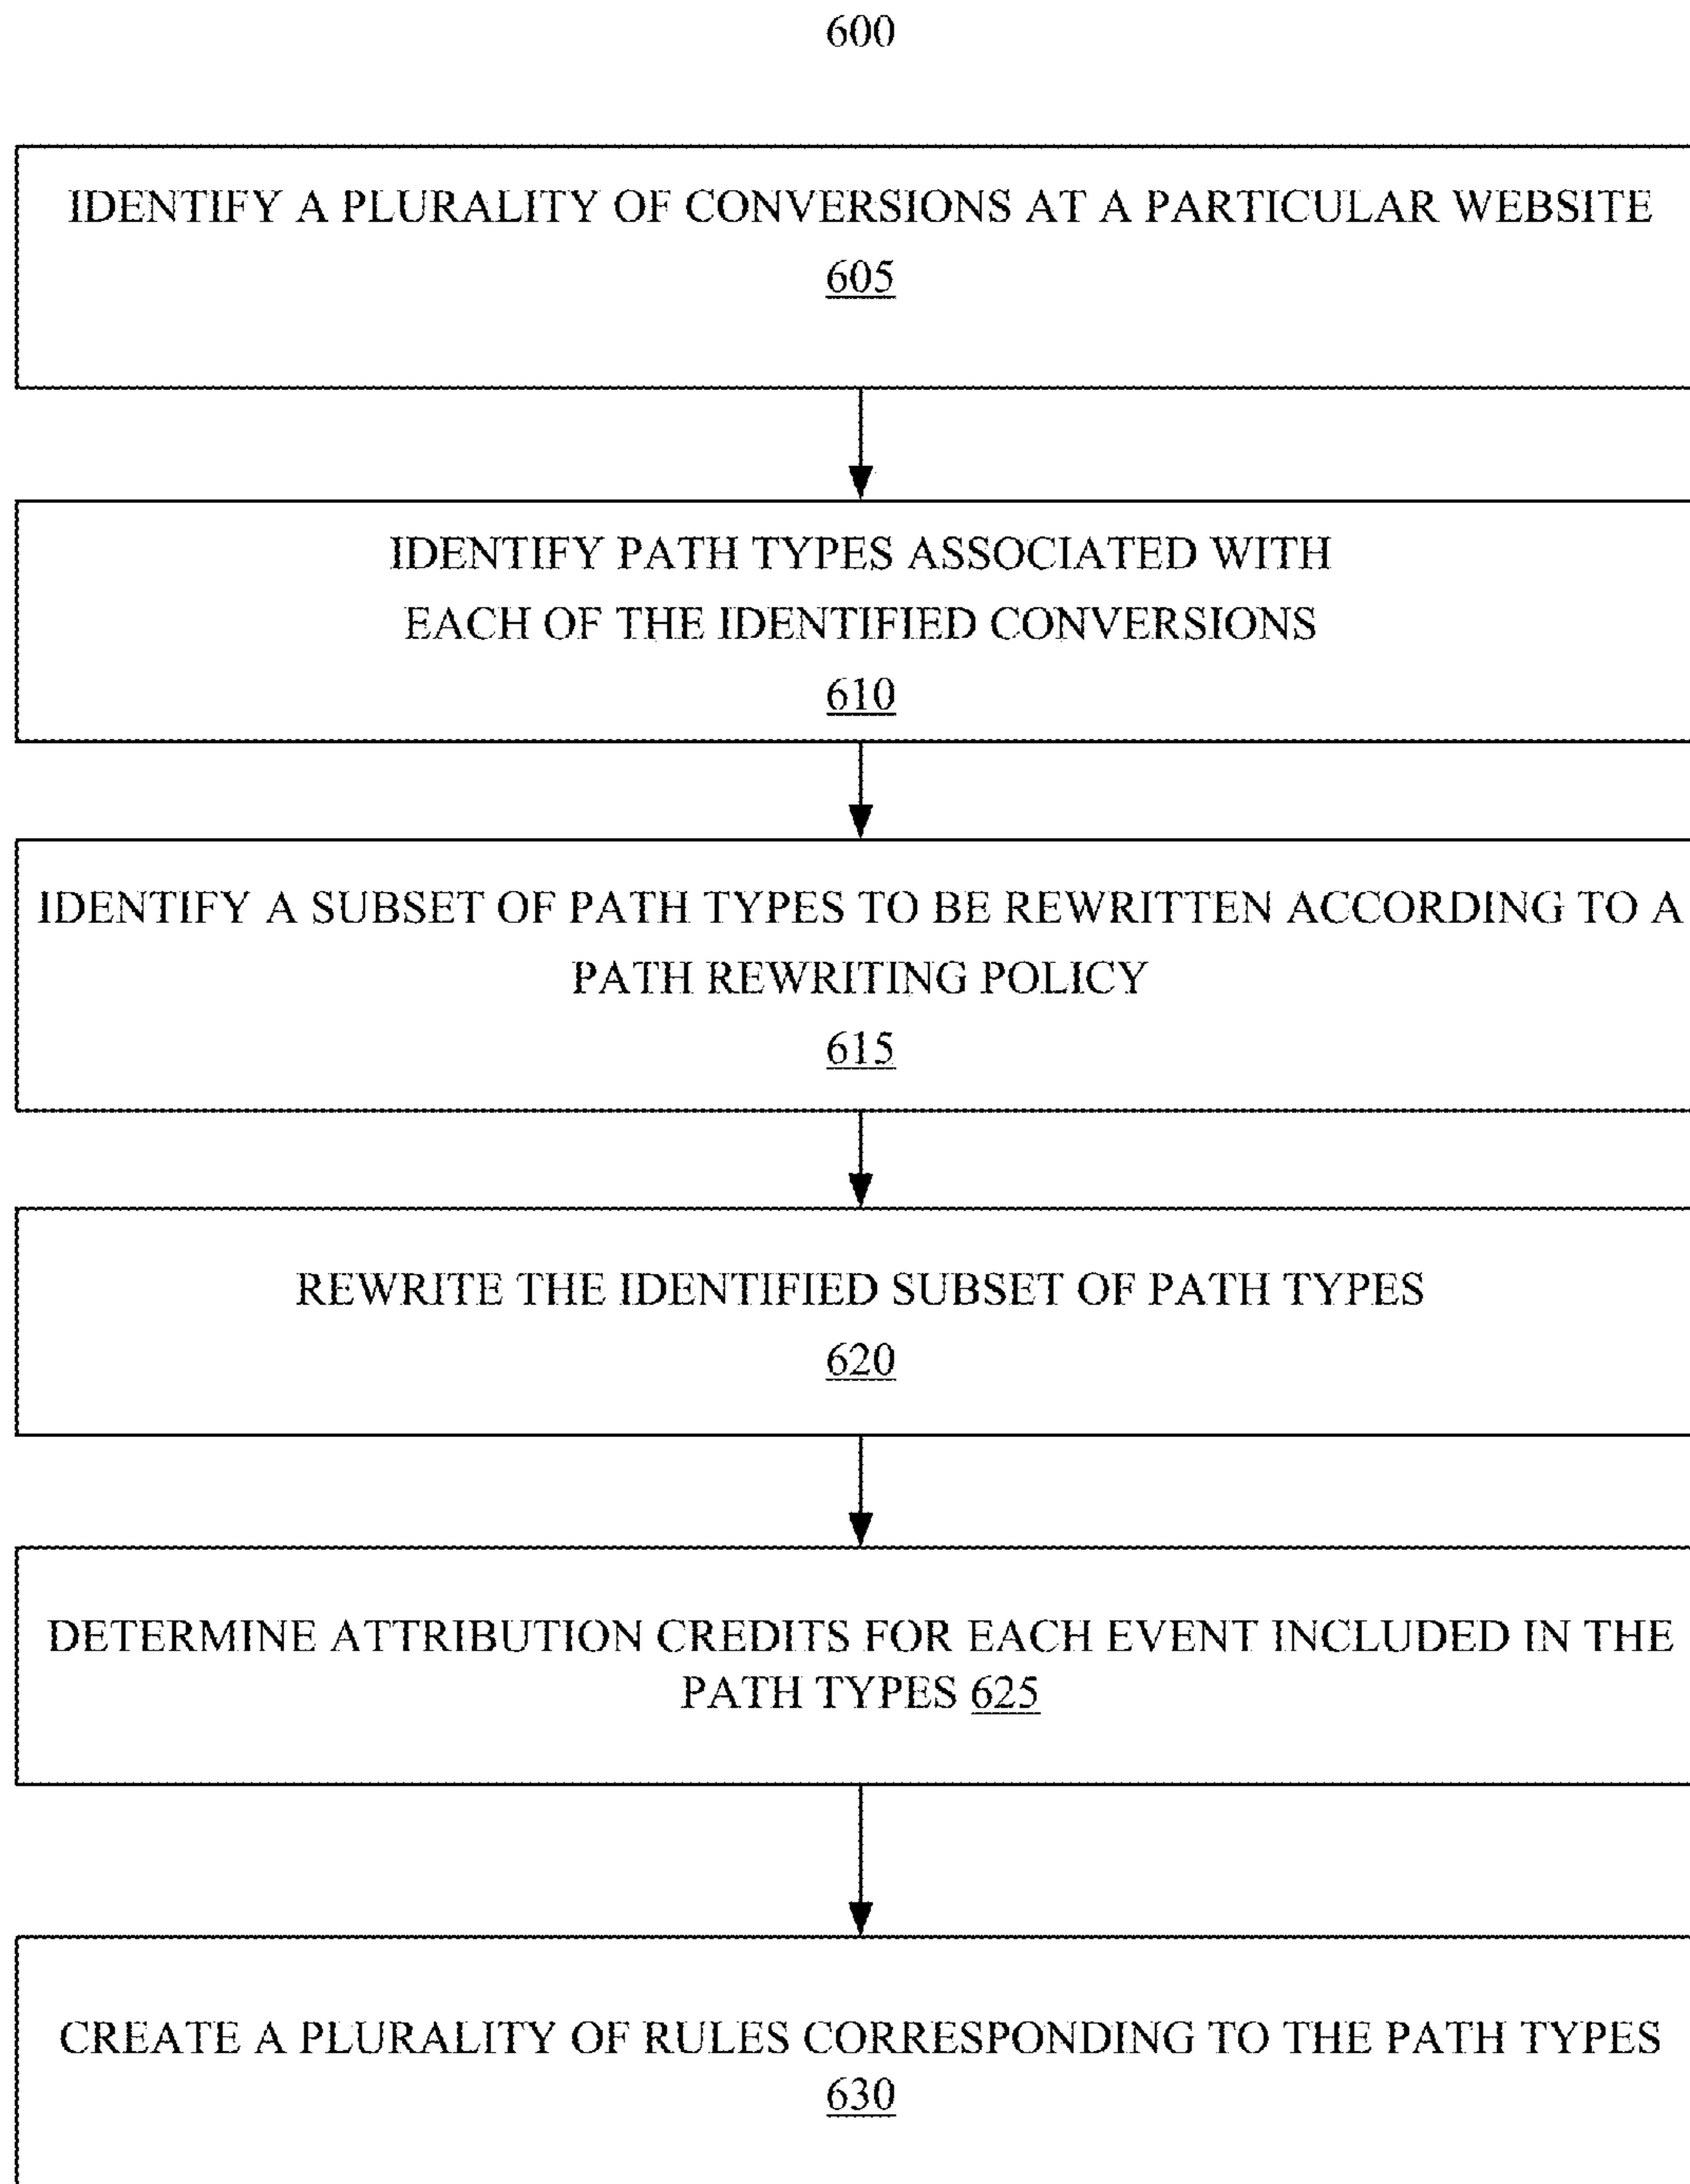 600
IDENTIFY A PLURALITY OF CONVERSIONS AT A PARTICULAR WEBSITE
605
IDENTIFY PATH TYPES ASSOCIATED WITH
EACH OF THE IDENTIFIED CONVERSIONS
610
IDENTIFY A SUBSET OF PATH TYPES TO BE REWRITTEN ACCORDING TO A
PATH REWRITING POLICY
615
REWRITE THE IDENTIFIED SUBSET OF PATH TYPES
620
DETERMINE ATTRIBUTION CREDITS FOR EACH EVENT INCLUDED IN THE
PATH TYPES 625
CREATE A PLURALITY OF RULES CORRESPONDING TO THE PATH TYPES
630